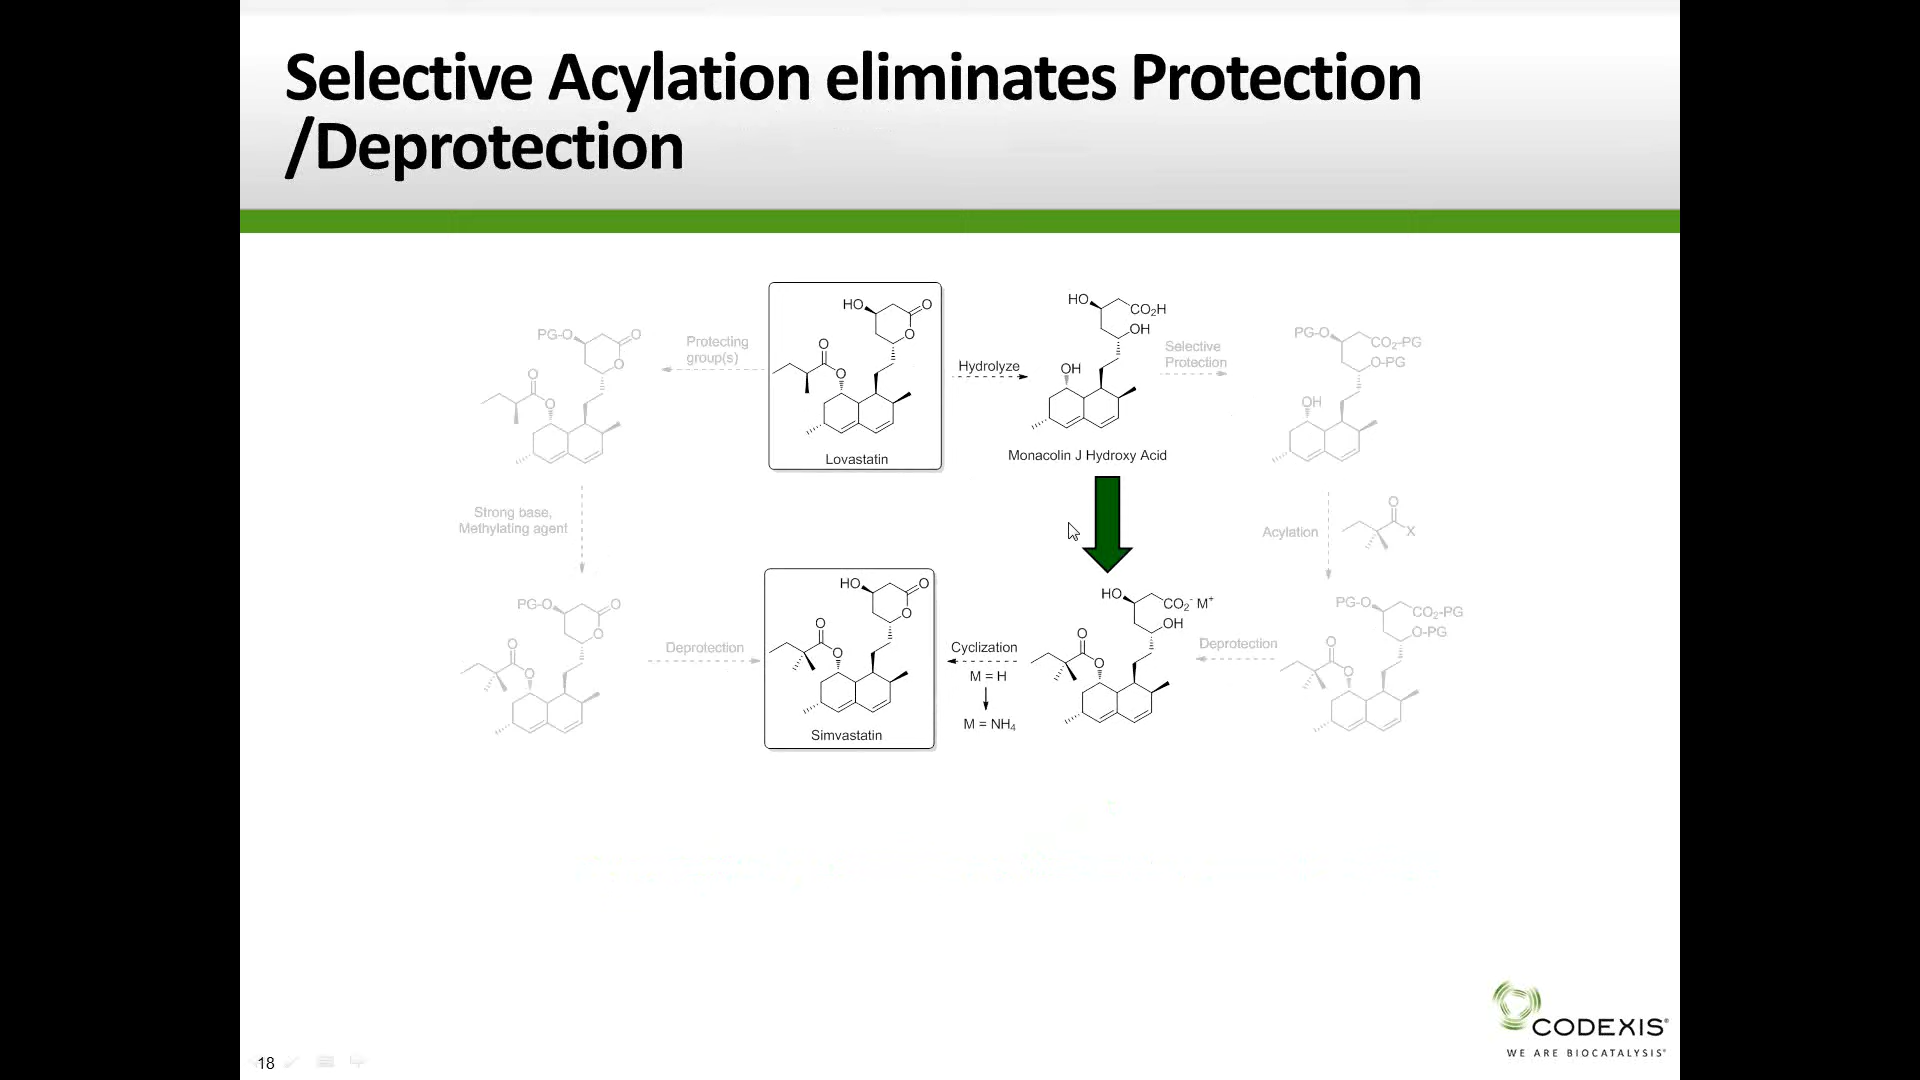 Selective Acylation eliminates Protection
/Deprotection
PG-O
O
O
O
O
Protecting
group(s)
HO
O
O
O
O
Lovastatin
Hydrolyze
HO
CO₂H
OH
OH
Monacolin J Hydroxy Acid
Selective
Protection
PG-O
CO₂-PG
O-PG
OH
Strong base,
Methylating agent
Acylation
O
X
PG-O
O
O
O
O
Deprotection
HO
O
O
O
O
Simvastatin
Cyclization
M = H
M = NH₄
HO
CO₂⁻ M⁺
OH
O
O
Deprotection
PG-O
CO₂-PG
O-PG
O
O
CODEXIS®
WE ARE BIOCATALYSIS®
18